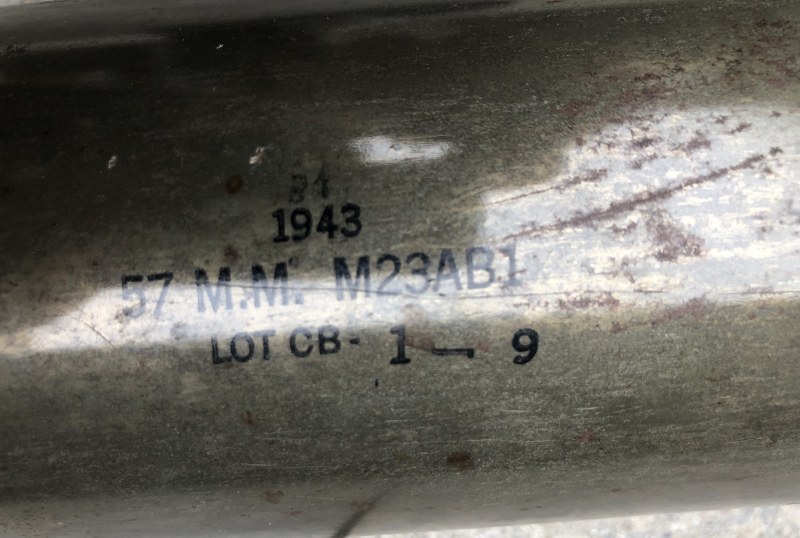 1943
57 M.M. M23AB1
LOT CB- 1 — 9